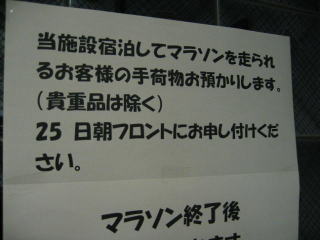 当施設宿泊してマラソンを走られ
るお客様の手荷物お預かりします。
（貴重品は除く）
25 日朝フロントにお申し付けくだ
さい。
マラソン終了後